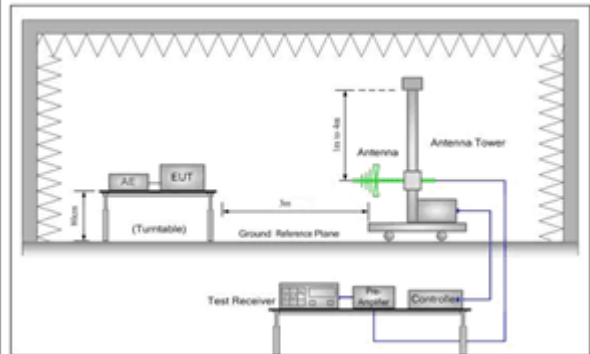 1m to 4m
Antenna
Antenna Tower
AE
EUT
80cm
(Turntable)
3m
Ground Reference Plane
Test Receiver
Pre-
Amplifier
Controller